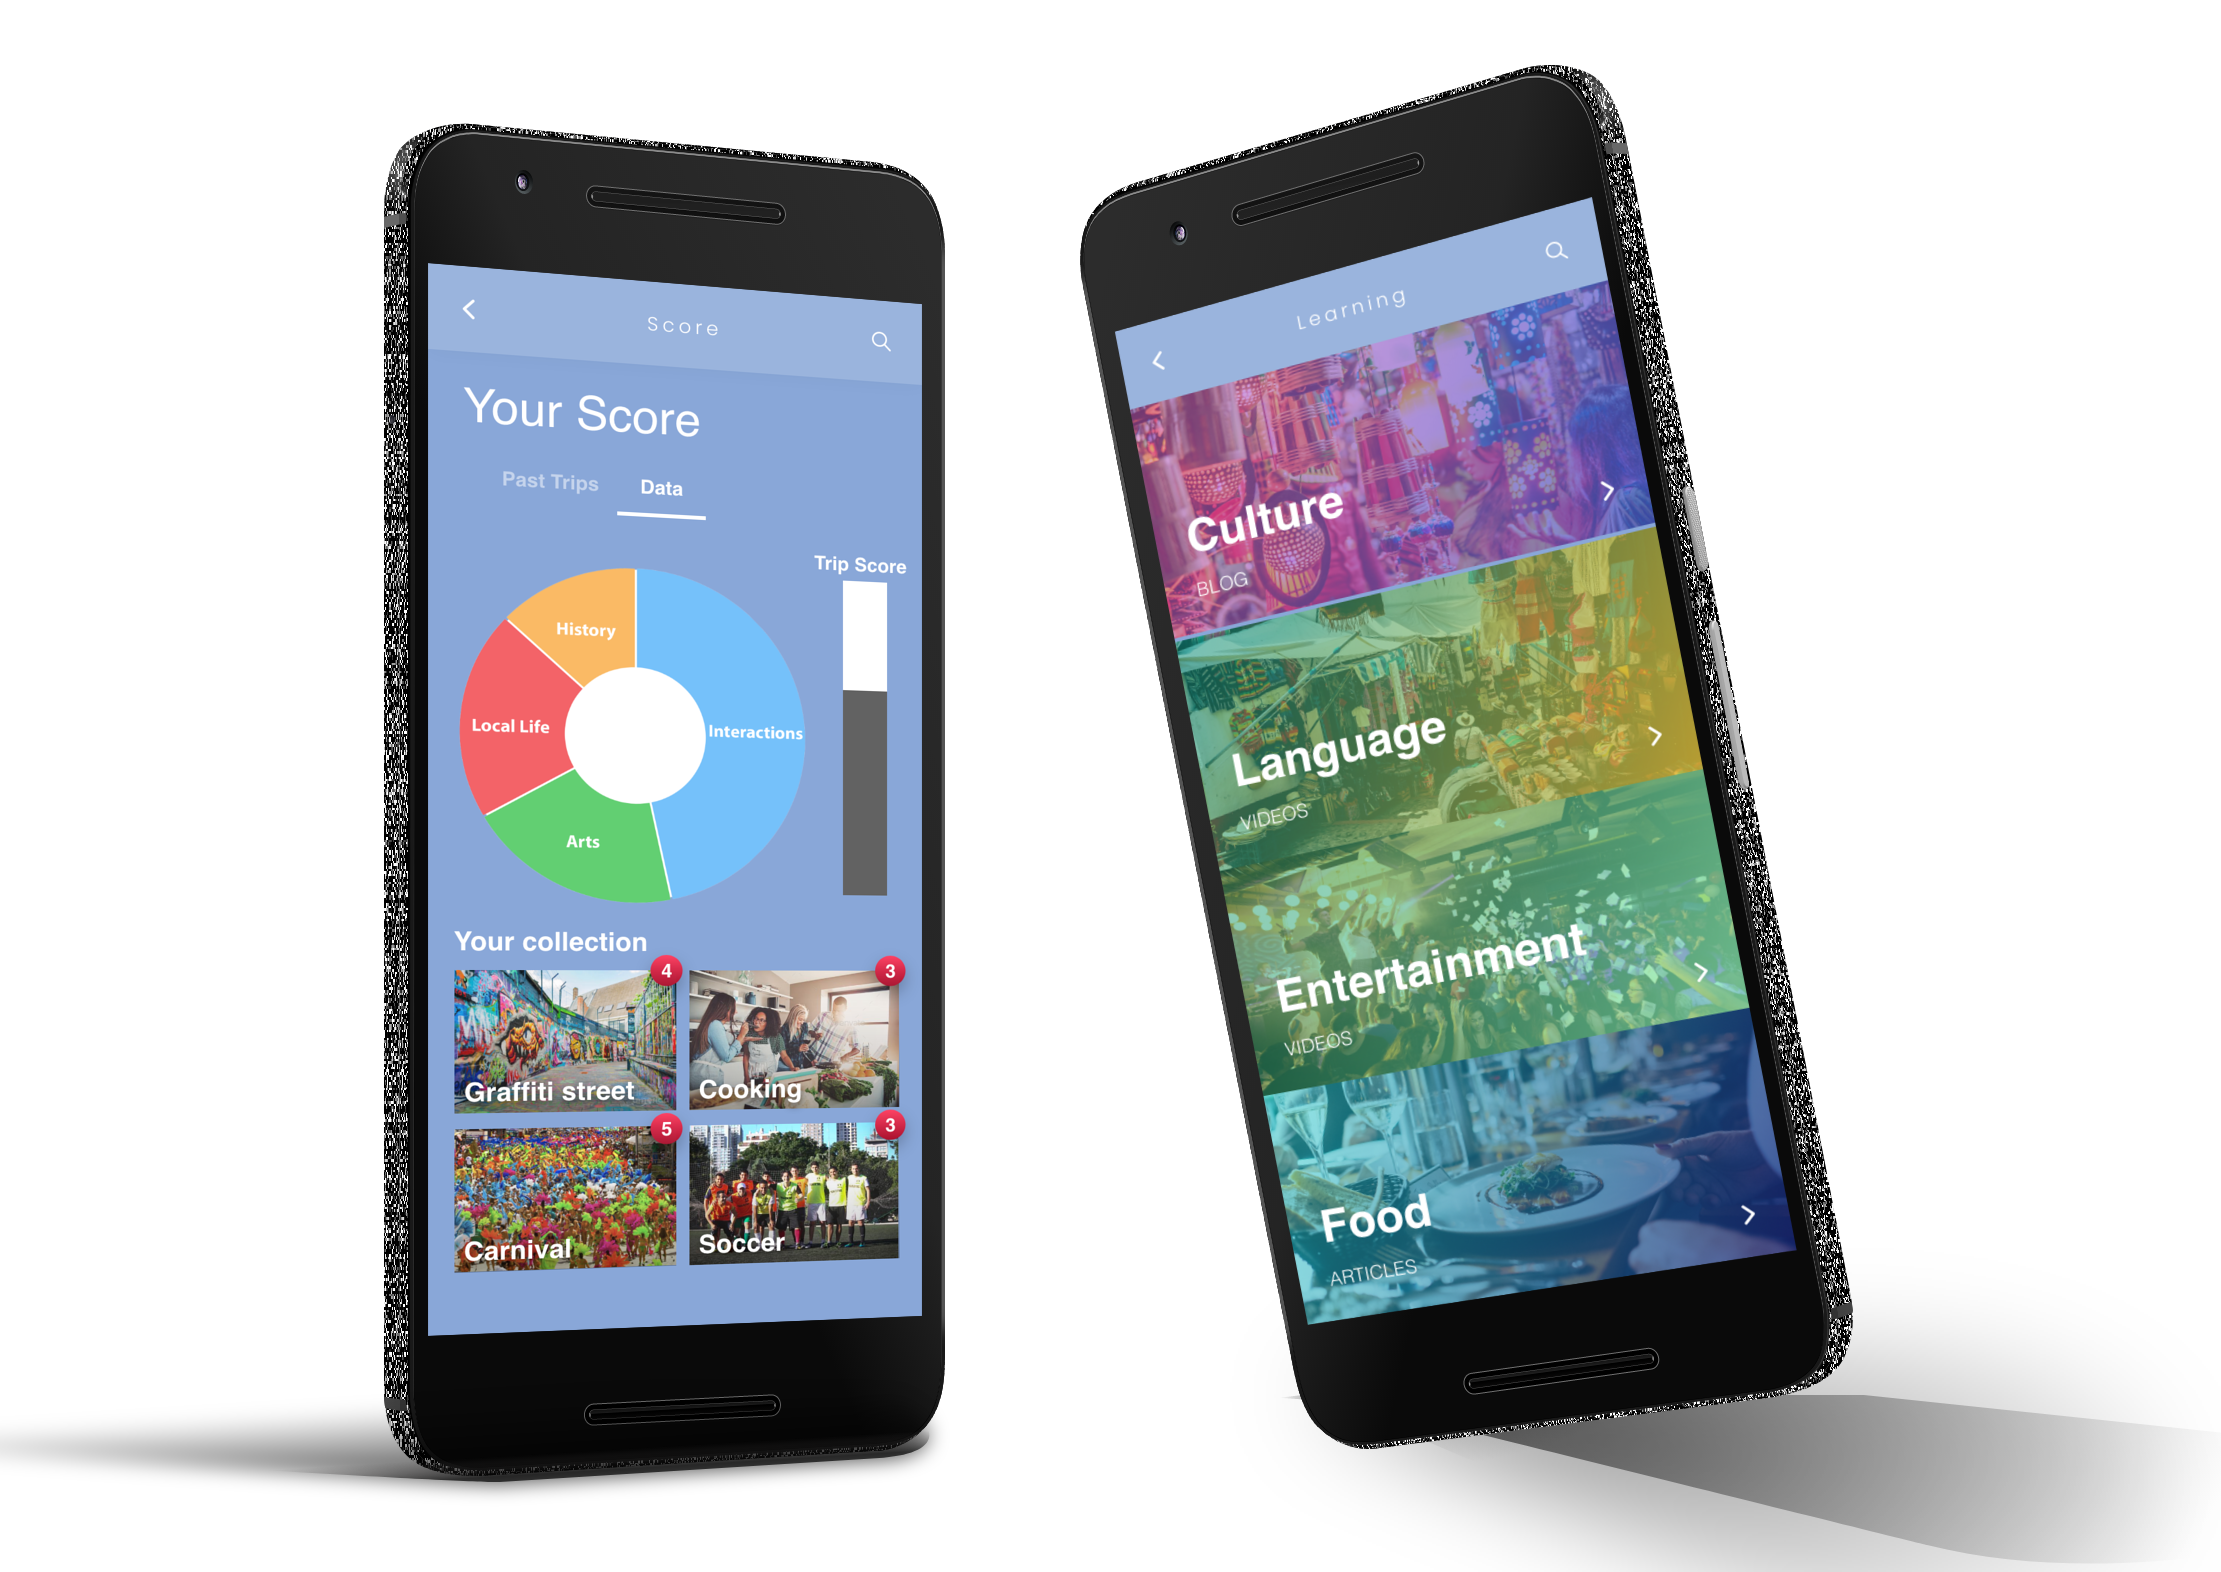 Score
Your Score
Past Trips Data
Trip Score
History
Local Life
Interactions
Arts
Your collection
4
3
Graffiti street
Cooking
5
3
Carnival
Soccer
Learning
Culture
BLOG
Language
VIDEOS
Entertainment
VIDEOS
Food
ARTICLES